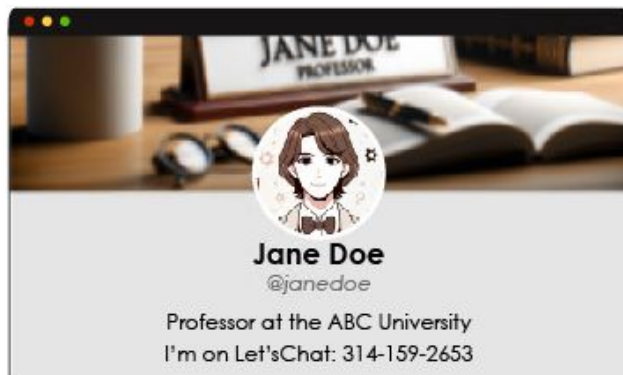 JANE DOE
PROFESSOR
Jane Doe
@janedoe
Professor at the ABC University
I'm on Let'sChat: 314-159-2653